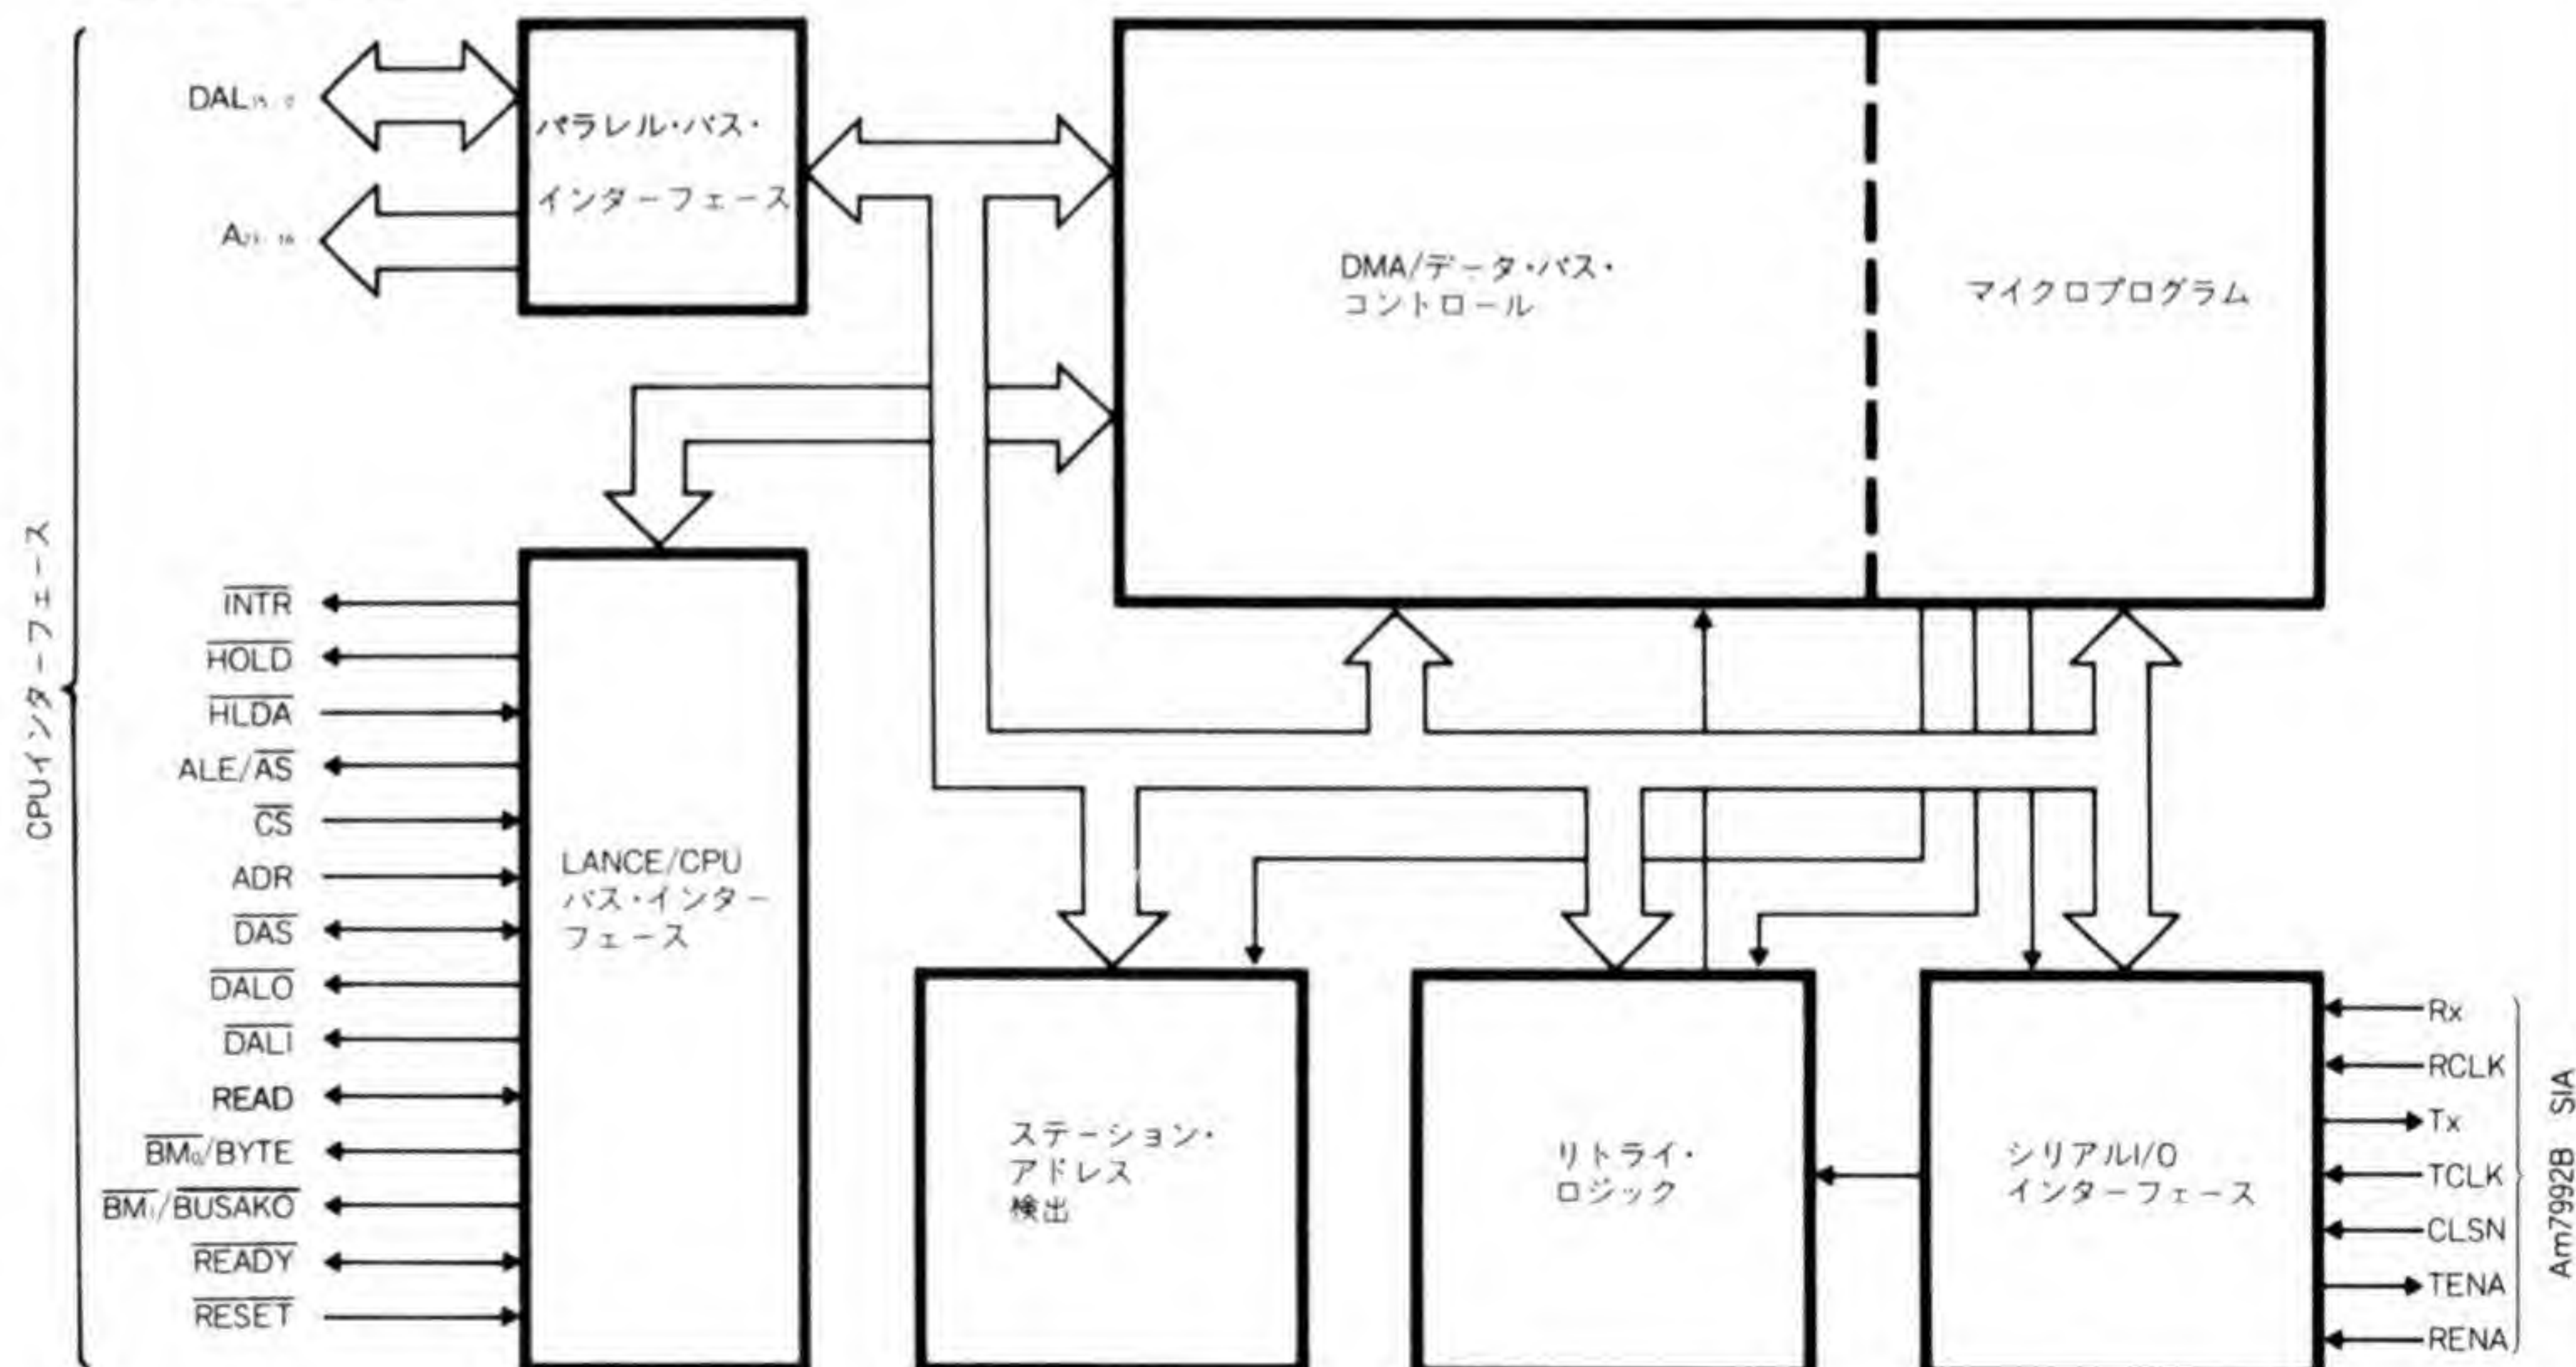 CPUインターフェース
DAL
A
パラレル・バス・
インターフェース
DMA/データ・パス・
コントロール
マイクロプログラム
INTR
HOLD
HLDA
ALE/AS
CS
ADR
DAS
DALO
DALI
READ
BM₀/BYTE
BM₁/BUSAKO
READY
RESET
LANCE/CPU
バス・インター
フェース
ステーション・
アドレス
検出
リトライ・
ロジック
シリアルI/O
インターフェース
Rx
RCLK
Tx
TCLK
CLSN
TENA
RENA
Am7992B SIA